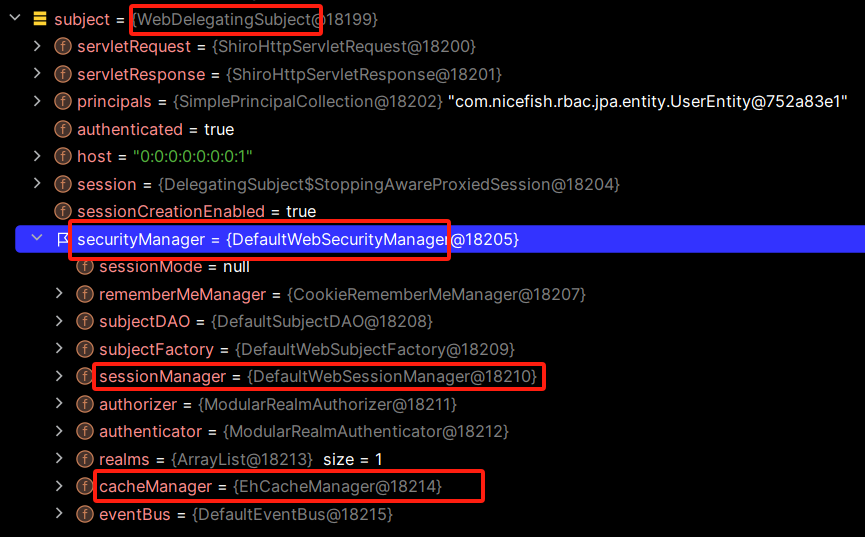 subject = {WebDelegatingSubject@18199}
servletRequest = {ShiroHttpServletRequest@18200}
servletResponse = {ShiroHttpServletResponse@18201}
principals = {SimplePrincipalCollection@18202} "com.nicefish.rbac.jpa.entity.UserEntity@752a83e1"
authenticated = true
host = "0:0:0:0:0:0:0:1"
session = {DelegatingSubject$StoppingAwareProxiedSession@18204}
sessionCreationEnabled = true
securityManager = {DefaultWebSecurityManager@18205}
sessionMode = null
rememberMeManager = {CookieRememberMeManager@18207}
subjectDAO = {DefaultSubjectDAO@18208}
subjectFactory = {DefaultWebSubjectFactory@18209}
sessionManager = {DefaultWebSessionManager@18210}
authorizer = {ModularRealmAuthorizer@18211}
authenticator = {ModularRealmAuthenticator@18212}
realms = {ArrayList@18213} size = 1
cacheManager = {EhCacheManager@18214}
eventBus = {DefaultEventBus@18215}